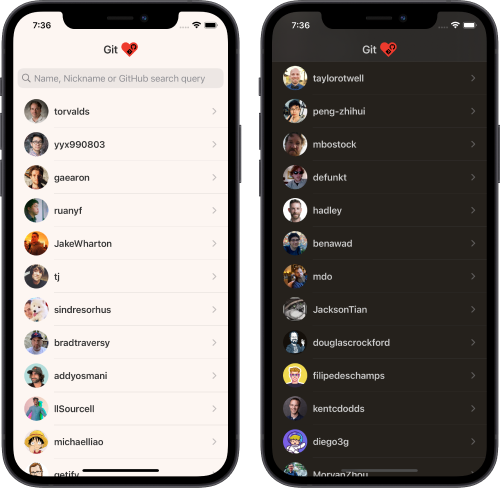 7:36
Git
Name, Nickname or GitHub search query
torvalds
yyx990803
gaearon
ruanyf
JakeWharton
tj
sindresorhus
bradtraversy
addyosmani
llSourcell
michaelliao
getify
7:36
Git
taylorotwell
peng-zhihui
mbostock
defunkt
hadley
benawad
mdo
JacksonTian
douglascrockford
filipedeschamps
kentcdodds
diego3g
MorvanZhou